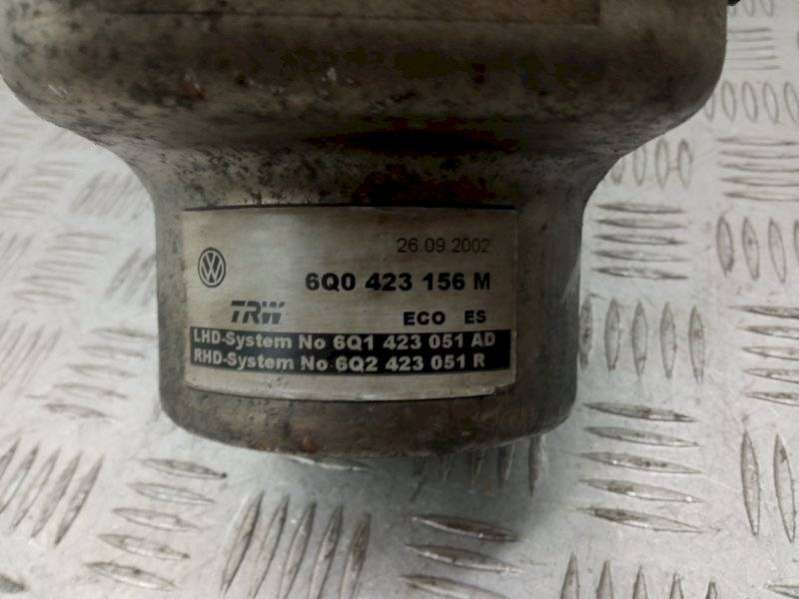 26.09.2002
6Q0 423 156 M
TRW ECO ES
LHD-System No 6Q1 423 051 AD
RHD-System No 6Q2 423 051 R